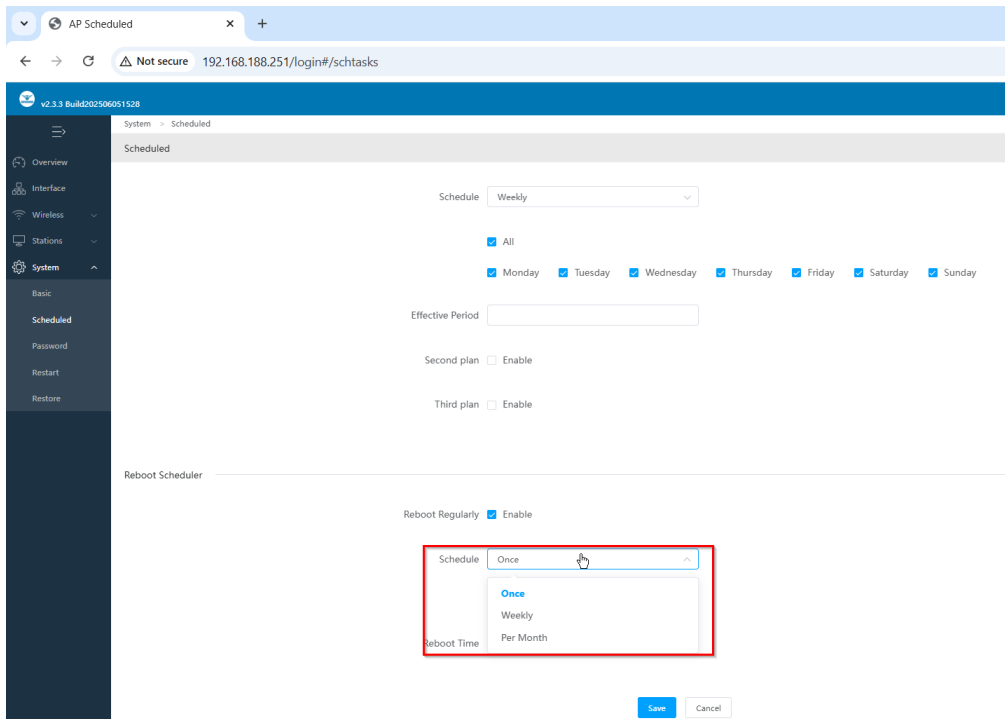 AP Scheduled
Not secure 192.168.188.251/login#/schtasks
v2.3.3 Build202506051528
System > Scheduled
Scheduled
Overview
Interface
Wireless
Stations
System
Basic
Scheduled
Password
Restart
Restore
Schedule Weekly
All
Monday Tuesday Wednesday Thursday Friday Saturday Sunday
Effective Period
Second plan Enable
Third plan Enable
Reboot Scheduler
Reboot Regularly Enable
Schedule Once
Once
Weekly
Per Month
Reboot Time
Save Cancel